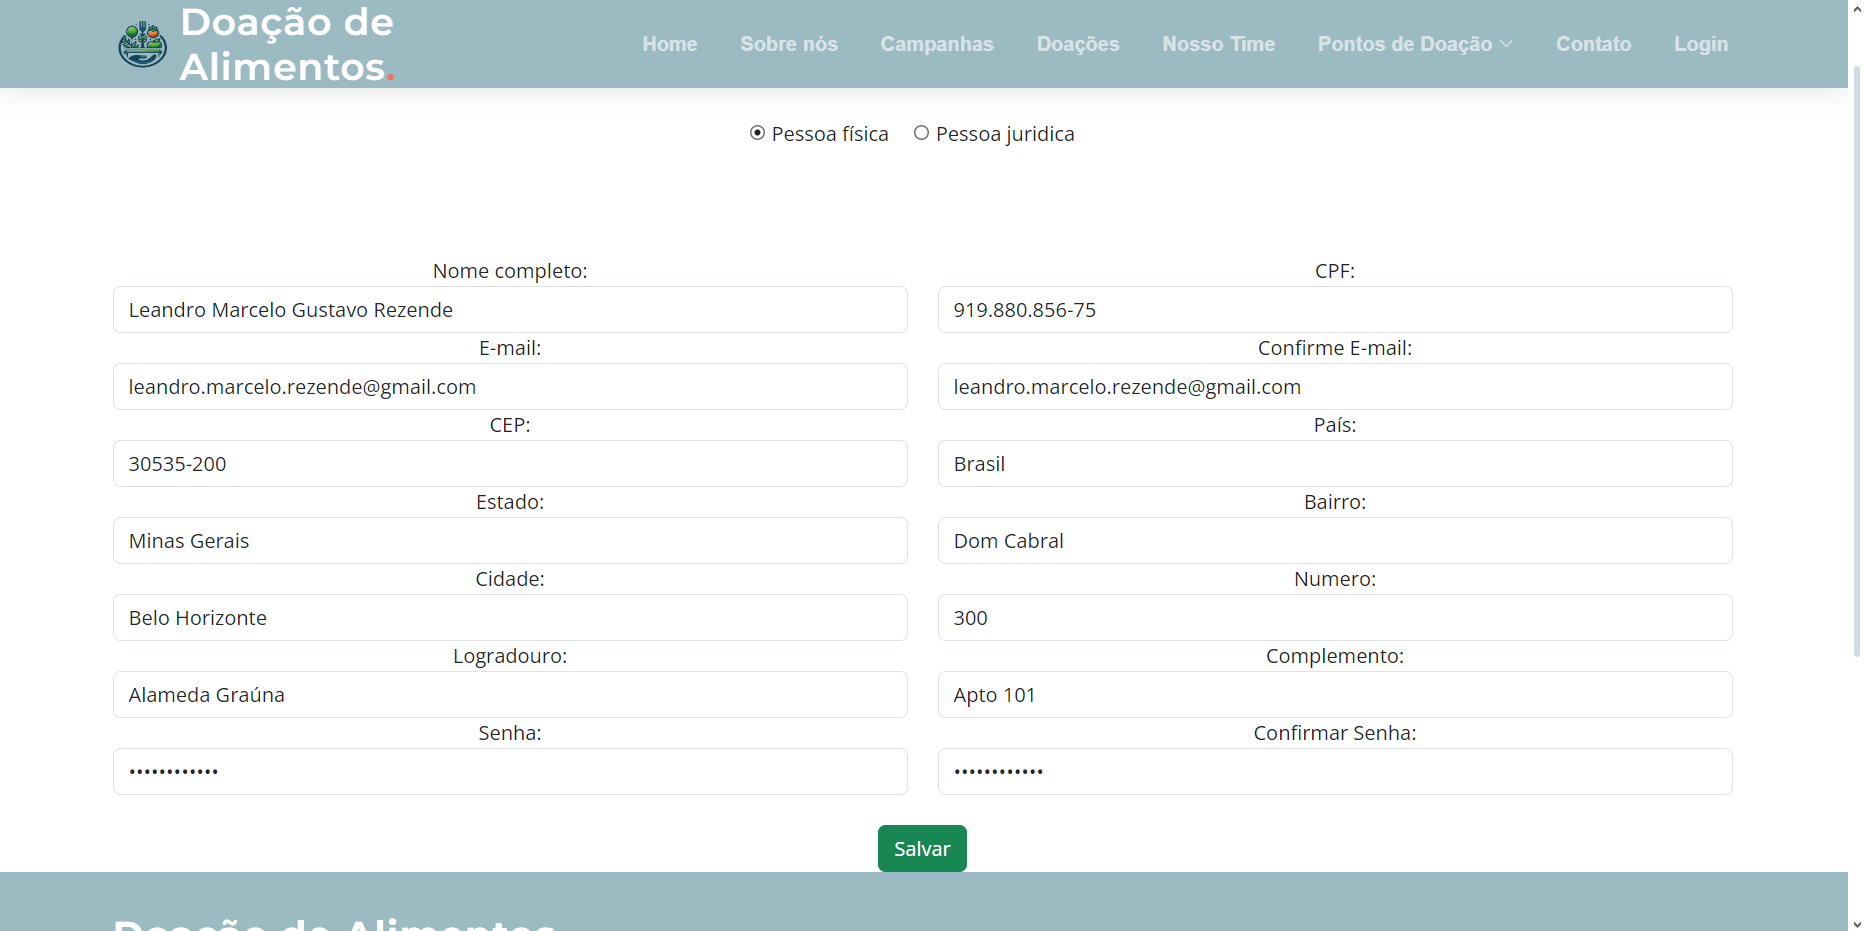 Doação de
Alimentos.
Home Sobre nós Campanhas Doações Nosso Time Pontos de Doação Contato Login
Pessoa física Pessoa juridica
Nome completo: CPF:
Leandro Marcelo Gustavo Rezende 919.880.856-75
E-mail: Confirme E-mail:
leandro.marcelo.rezende@gmail.com leandro.marcelo.rezende@gmail.com
CEP: País:
30535-200 Brasil
Estado: Bairro:
Minas Gerais Dom Cabral
Cidade: Numero:
Belo Horizonte 300
Logradouro: Complemento:
Alameda Graúna Apto 101
Senha: Confirmar Senha:
•••••••••••• ••••••••••••
Salvar
Doação de Alimentos